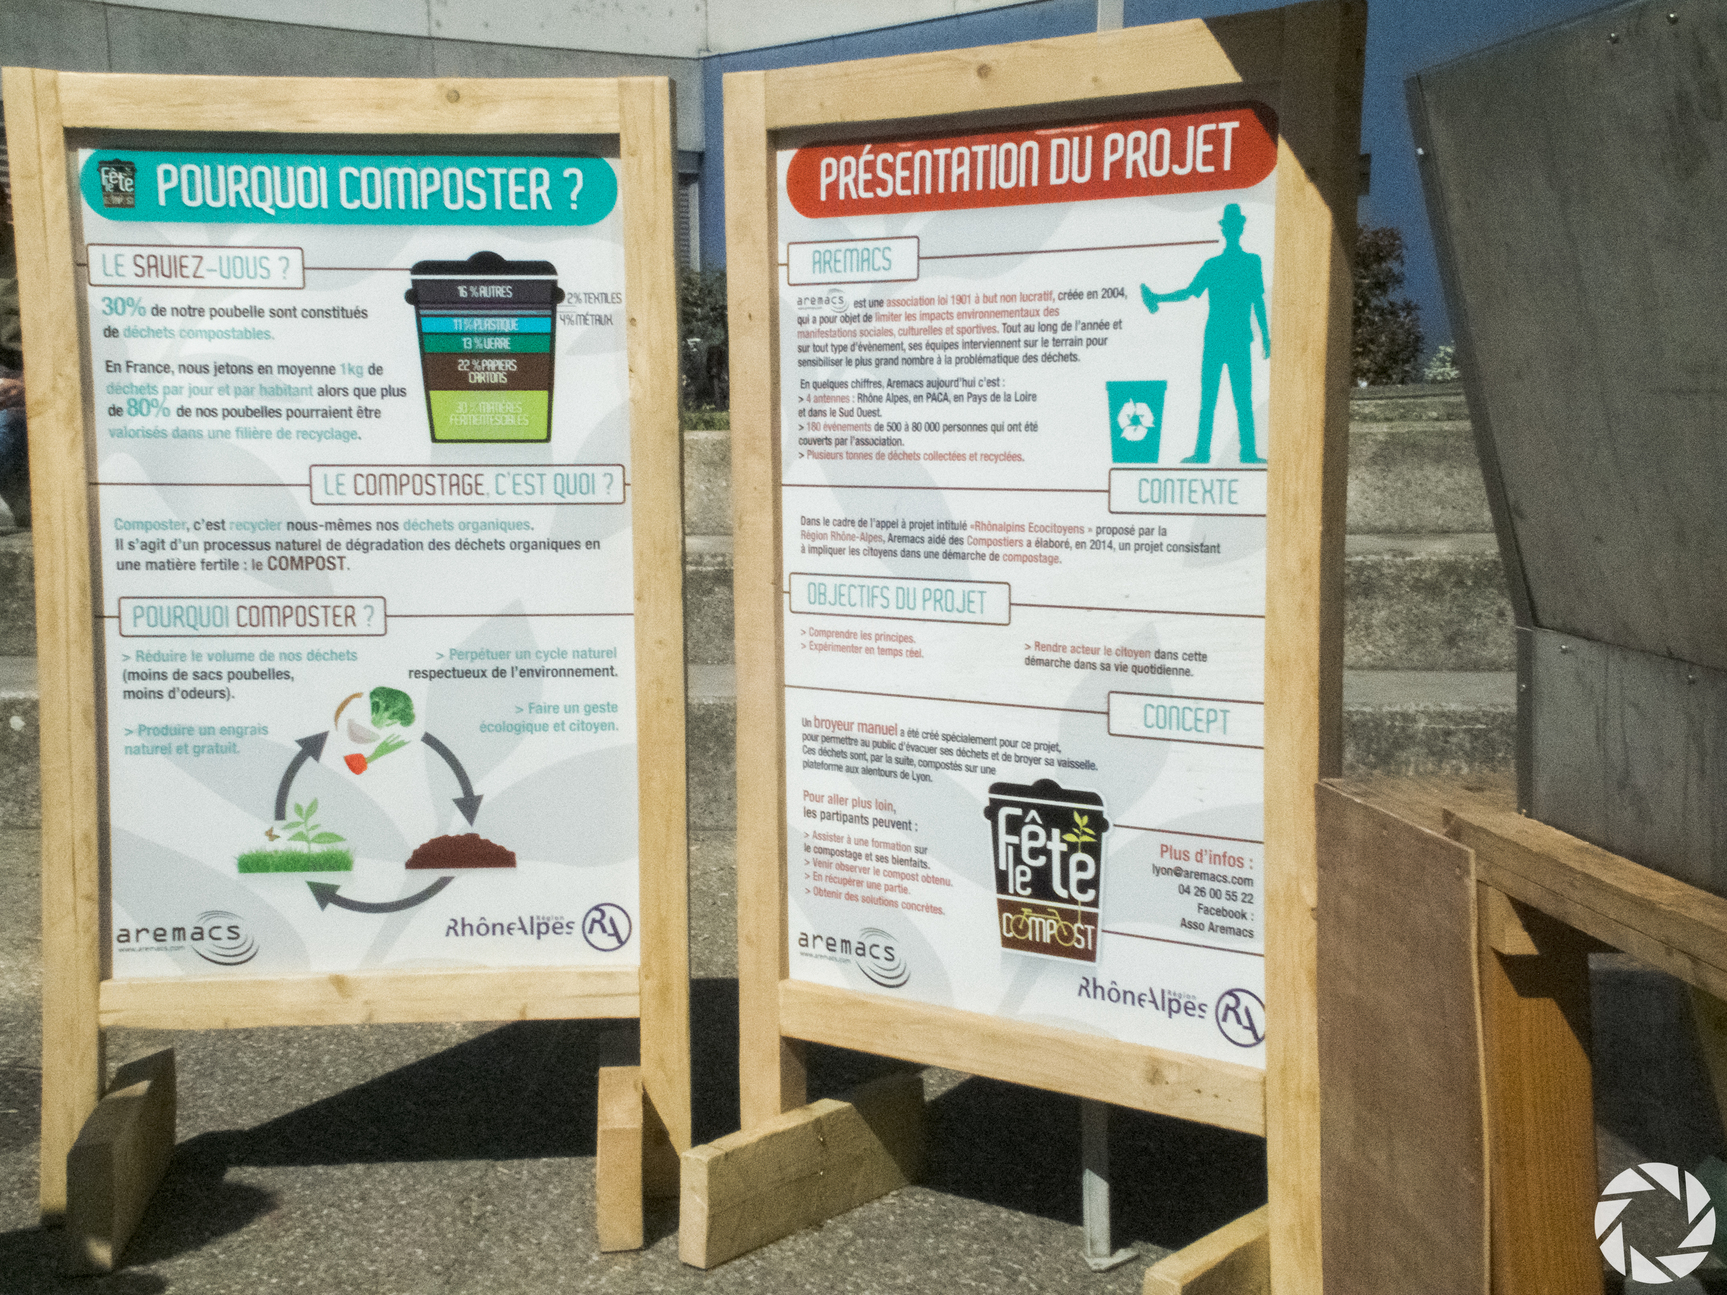 Fête
le
COMPOST
POURQUOI COMPOSTER ?
LE SAVIEZ-VOUS ?
30% de notre poubelle sont constitués
de déchets compostables.
En France, nous jetons en moyenne 1kg de
déchets par jour et par habitant alors que plus
de 80% de nos poubelles pourraient être
valorisés dans une filière de recyclage.
16 % AUTRES
2% TEXTILES
4% MÉTAUX
11 % PLASTIQUE
13 % VERRE
22 % PAPIERS
CARTONS
30 % MATIÈRES
FERMENTESCIBLES
LE COMPOSTAGE, C'EST QUOI ?
Composter, c'est recycler nous-mêmes nos déchets organiques.
Il s'agit d'un processus naturel de dégradation des déchets organiques en
une matière fertile : le COMPOST.
POURQUOI COMPOSTER ?
> Réduire le volume de nos déchets
(moins de sacs poubelles,
moins d'odeurs).
> Produire un engrais
naturel et gratuit.
> Perpétuer un cycle naturel
respectueux de l'environnement.
> Faire un geste
écologique et citoyen.
aremacs
www.aremacs.com
Région
RhôneAlpes RA
PRÉSENTATION DU PROJET
AREMACS
aremacs est une association loi 1901 à but non lucratif, créée en 2004,
qui a pour objet de limiter les impacts environnementaux des
manifestations sociales, culturelles et sportives. Tout au long de l'année et
sur tout type d'évènement, ses équipes interviennent sur le terrain pour
sensibiliser le plus grand nombre à la problématique des déchets.
En quelques chiffres, Aremacs aujourd'hui c'est :
> 4 antennes : Rhône Alpes, en PACA, en Pays de la Loire
et dans le Sud Ouest.
> 180 évènements de 500 à 80 000 personnes qui ont été
couverts par l'association.
> Plusieurs tonnes de déchets collectées et recyclées.
CONTEXTE
Dans le cadre de l'appel à projet intitulé «Rhônalpins Ecocitoyens » proposé par la
Région Rhône-Alpes, Aremacs aidé des Compostiers a élaboré, en 2014, un projet consistant
à impliquer les citoyens dans une démarche de compostage.
OBJECTIFS DU PROJET
> Comprendre les principes.
> Expérimenter en temps réel.
> Rendre acteur le citoyen dans cette
démarche dans sa vie quotidienne.
CONCEPT
Un broyeur manuel a été créé spécialement pour ce projet,
pour permettre au public d'évacuer ses déchets et de broyer sa vaisselle.
Ces déchets sont, par la suite, compostés sur une
plateforme aux alentours de Lyon.
Pour aller plus loin,
les partipants peuvent :
> Assister à une formation sur
le compostage et ses bienfaits.
> Venir observer le compost obtenu.
> En récupérer une partie.
> Obtenir des solutions concrètes.
Fête
le
COMPOST
Plus d'infos :
lyon@aremacs.com
04 26 00 55 22
Facebook :
Asso Aremacs
aremacs
www.aremacs.com
Région
RhôneAlpes RA